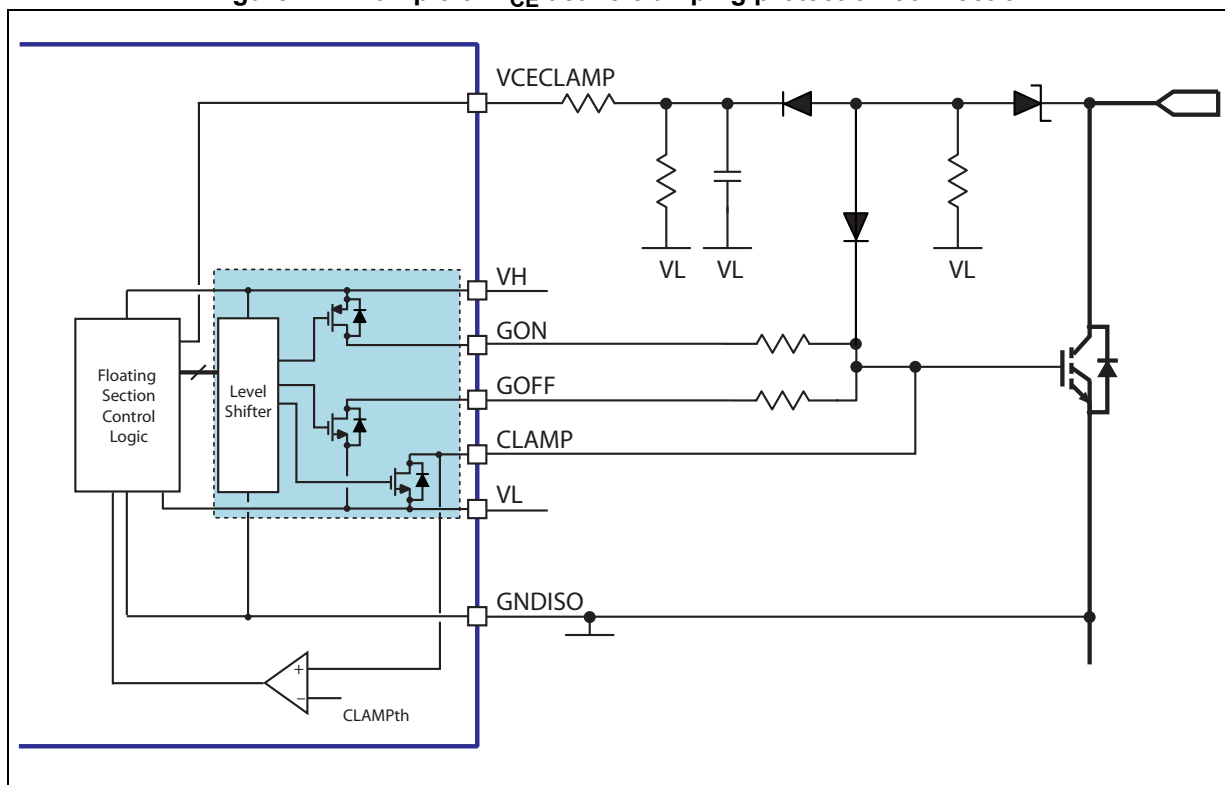 VCECLAMP
VL
VL
VL
VH
GON
GOFF
CLAMP
VL
GNDISO
Floating
Section
Control
Logic
Level
Shifter
+
−
CLAMPth